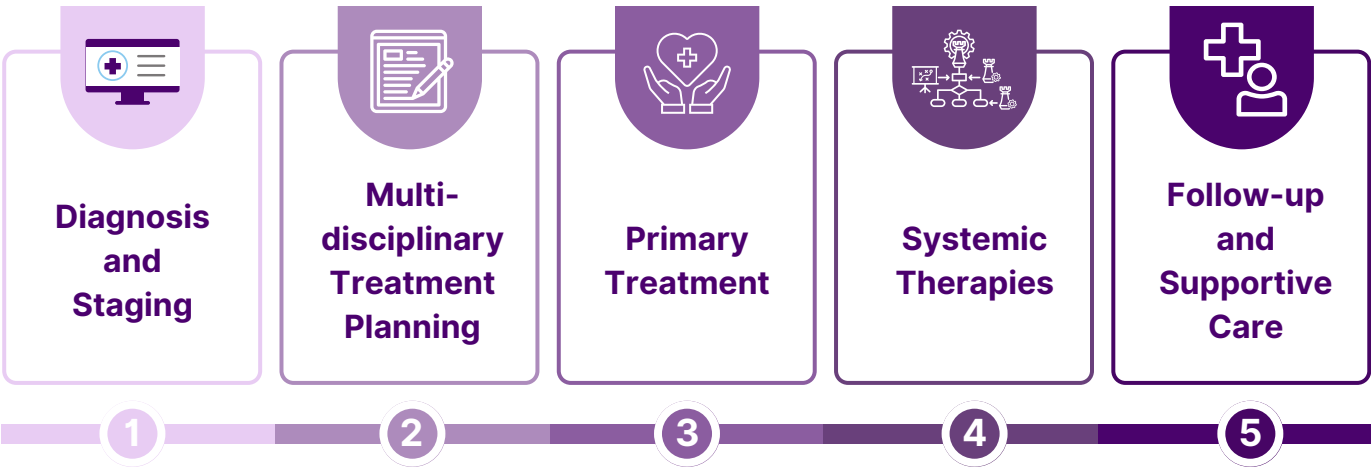 Diagnosis
and
Staging
Multi-
disciplinary
Treatment
Planning
Primary
Treatment
Systemic
Therapies
Follow-up
and
Supportive
Care
1
2
3
4
5